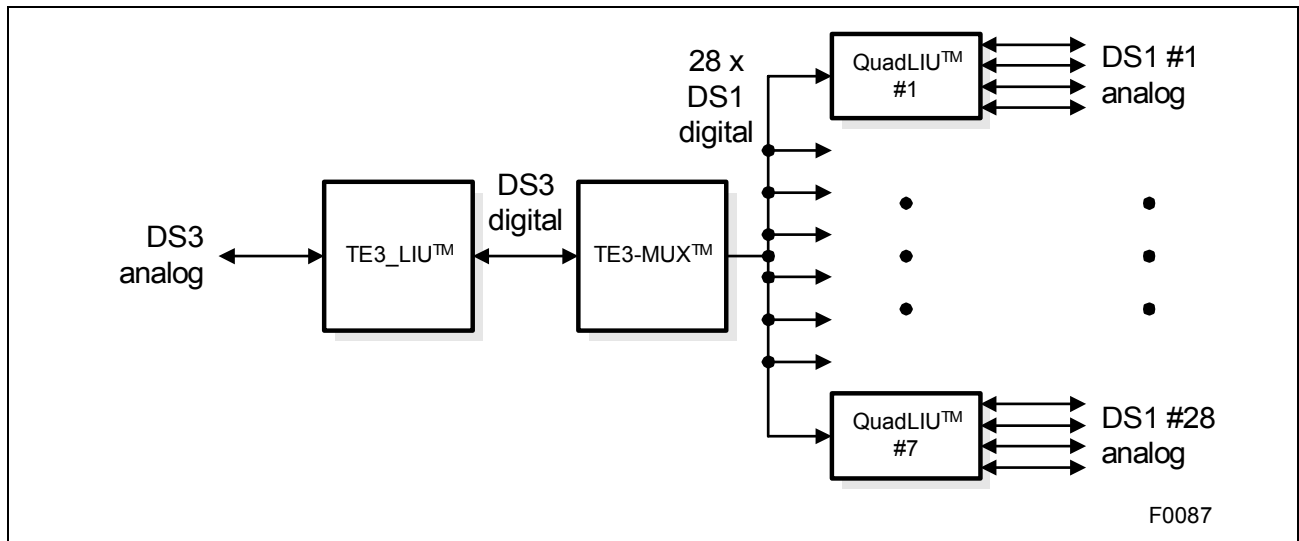 28 x
DS1
digital
QuadLIU™
#1
DS1 #1
analog
DS3
analog
TE3_LIU™
DS3
digital
TE3-MUX™
QuadLIU™
#7
DS1 #28
analog
F0087